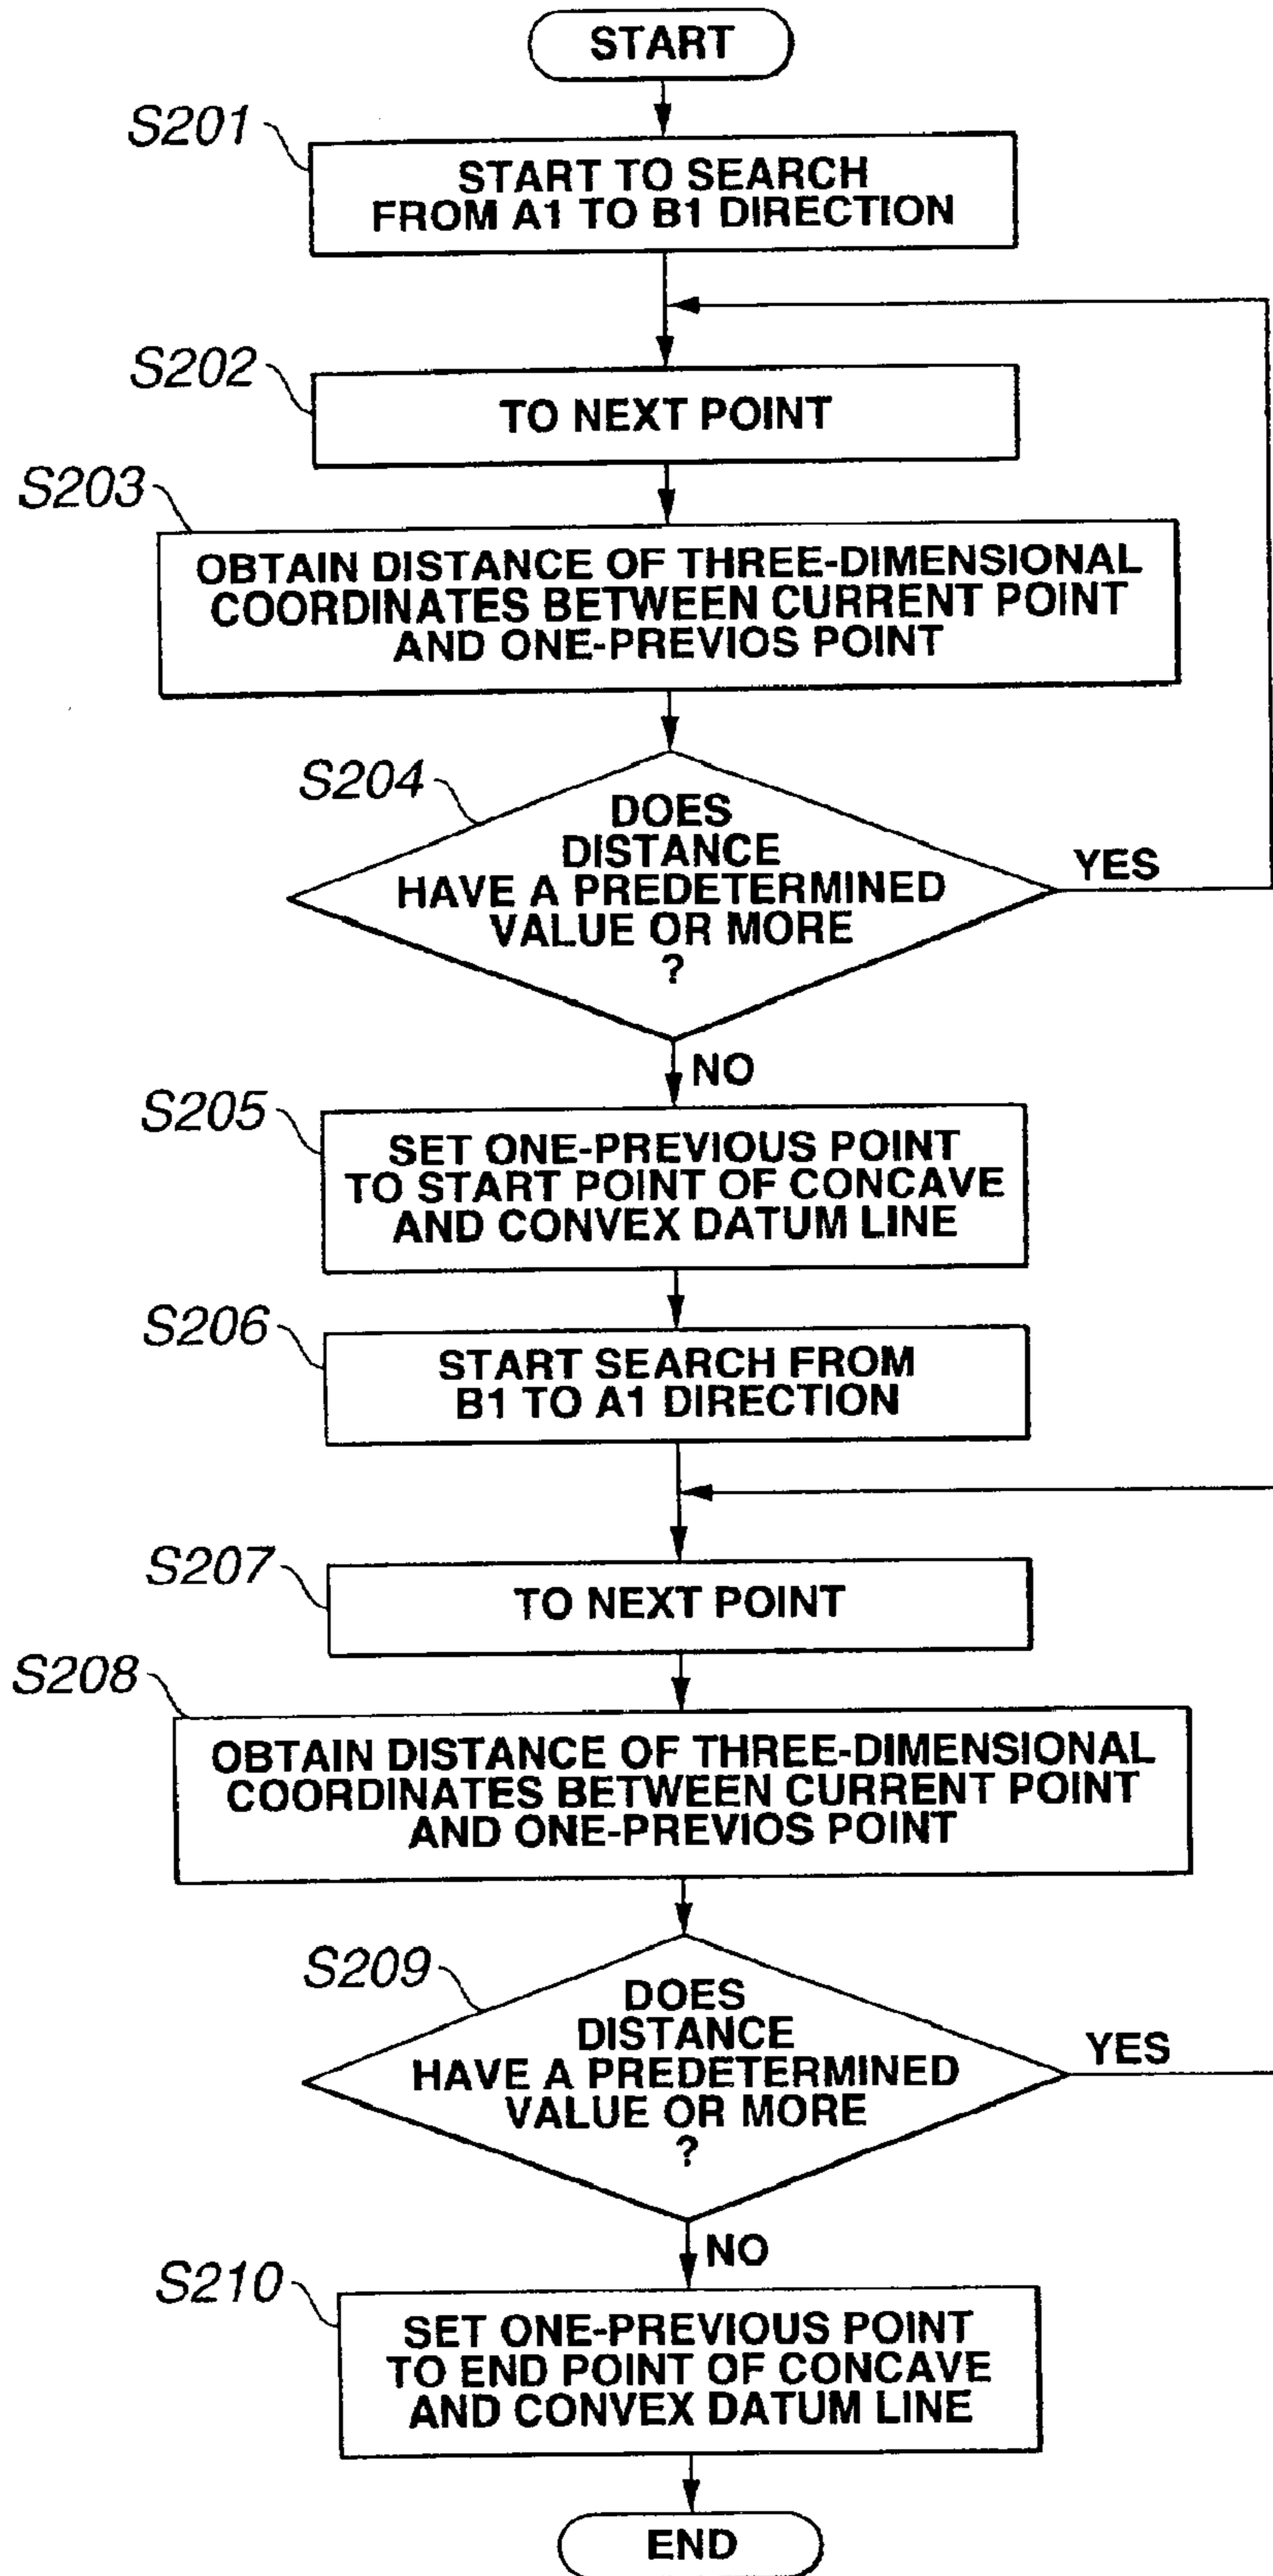 START
S201
START TO SEARCH
FROM A1 TO B1 DIRECTION
S202
TO NEXT POINT
S203
OBTAIN DISTANCE OF THREE-DIMENSIONAL
COORDINATES BETWEEN CURRENT POINT
AND ONE-PREVIOS POINT
S204
DOES
DISTANCE
HAVE A PREDETERMINED
VALUE OR MORE
?
YES
NO
S205
SET ONE-PREVIOUS POINT
TO START POINT OF CONCAVE
AND CONVEX DATUM LINE
S206
START SEARCH FROM
B1 TO A1 DIRECTION
S207
TO NEXT POINT
S208
OBTAIN DISTANCE OF THREE-DIMENSIONAL
COORDINATES BETWEEN CURRENT POINT
AND ONE-PREVIOS POINT
S209
DOES
DISTANCE
HAVE A PREDETERMINED
VALUE OR MORE
?
YES
NO
S210
SET ONE-PREVIOUS POINT
TO END POINT OF CONCAVE
AND CONVEX DATUM LINE
END